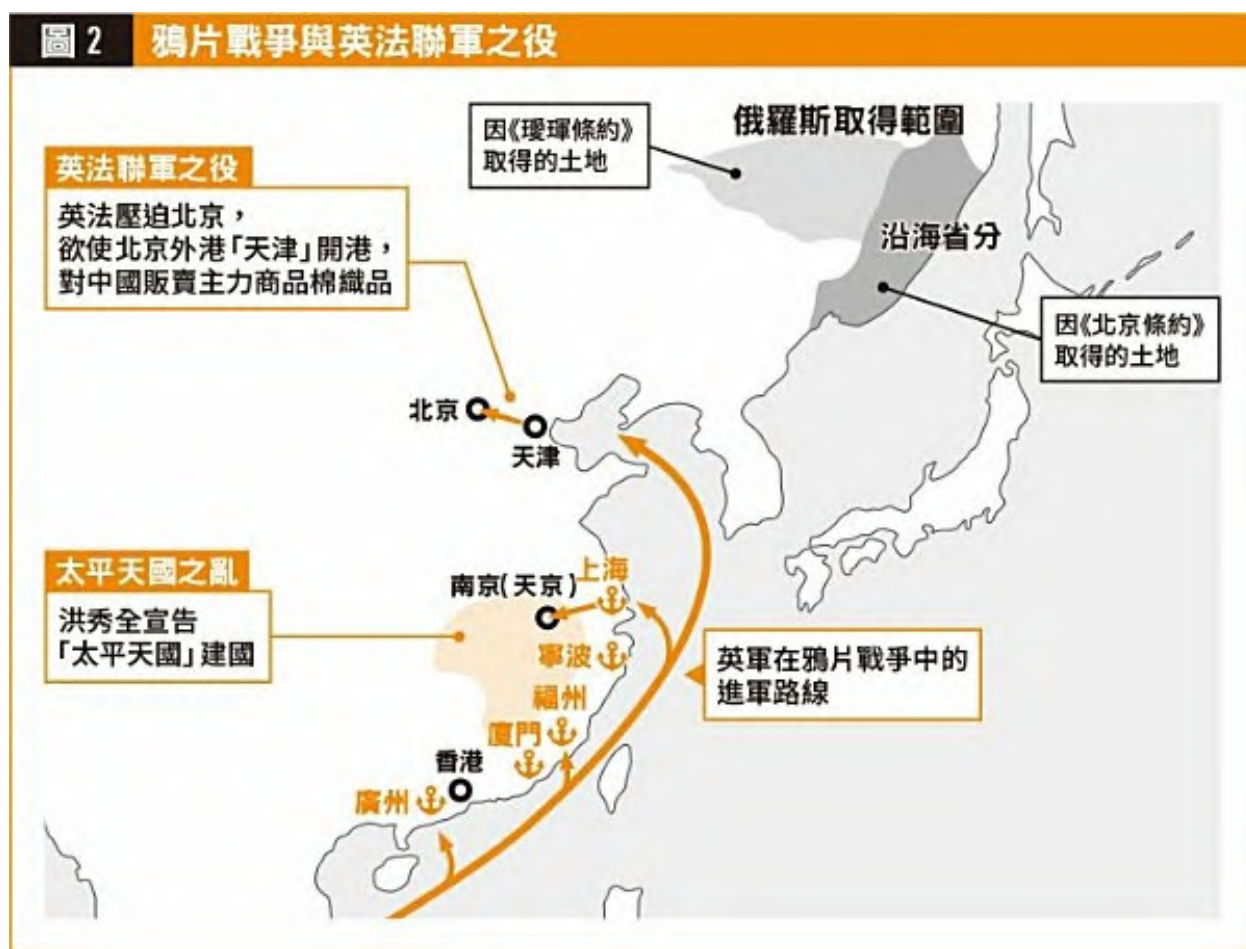 圖 2 鴉片戰爭與英法聯軍之役
因《璦琿條約》
取得的土地
俄羅斯取得範圍
英法聯軍之役
英法壓迫北京，
欲使北京外港「天津」開港，
對中國販賣主力商品棉織品
沿海省分
因《北京條約》
取得的土地
北京
天津
太平天國之亂
洪秀全宣告
「太平天國」建國
南京(天京)
上海
寧波
英軍在鴉片戰爭中的
進軍路線
福州
廈門
香港
廣州